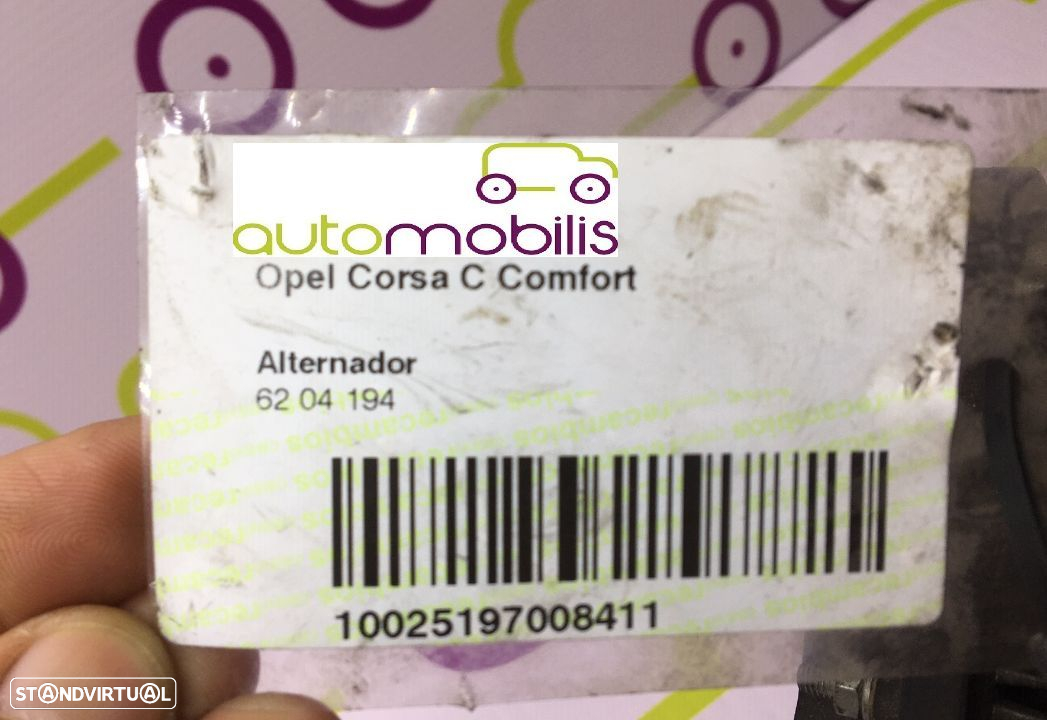 automobilis
Opel Corsa C Comfort
Alternador
62 04 194
10025197008411
STANDVIRTUAL